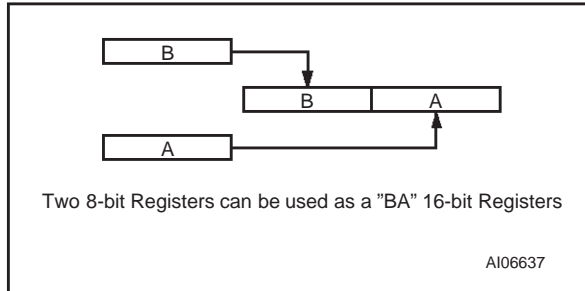 B
B A
A
Two 8-bit Registers can be used as a ”BA” 16-bit Registers
AI06637